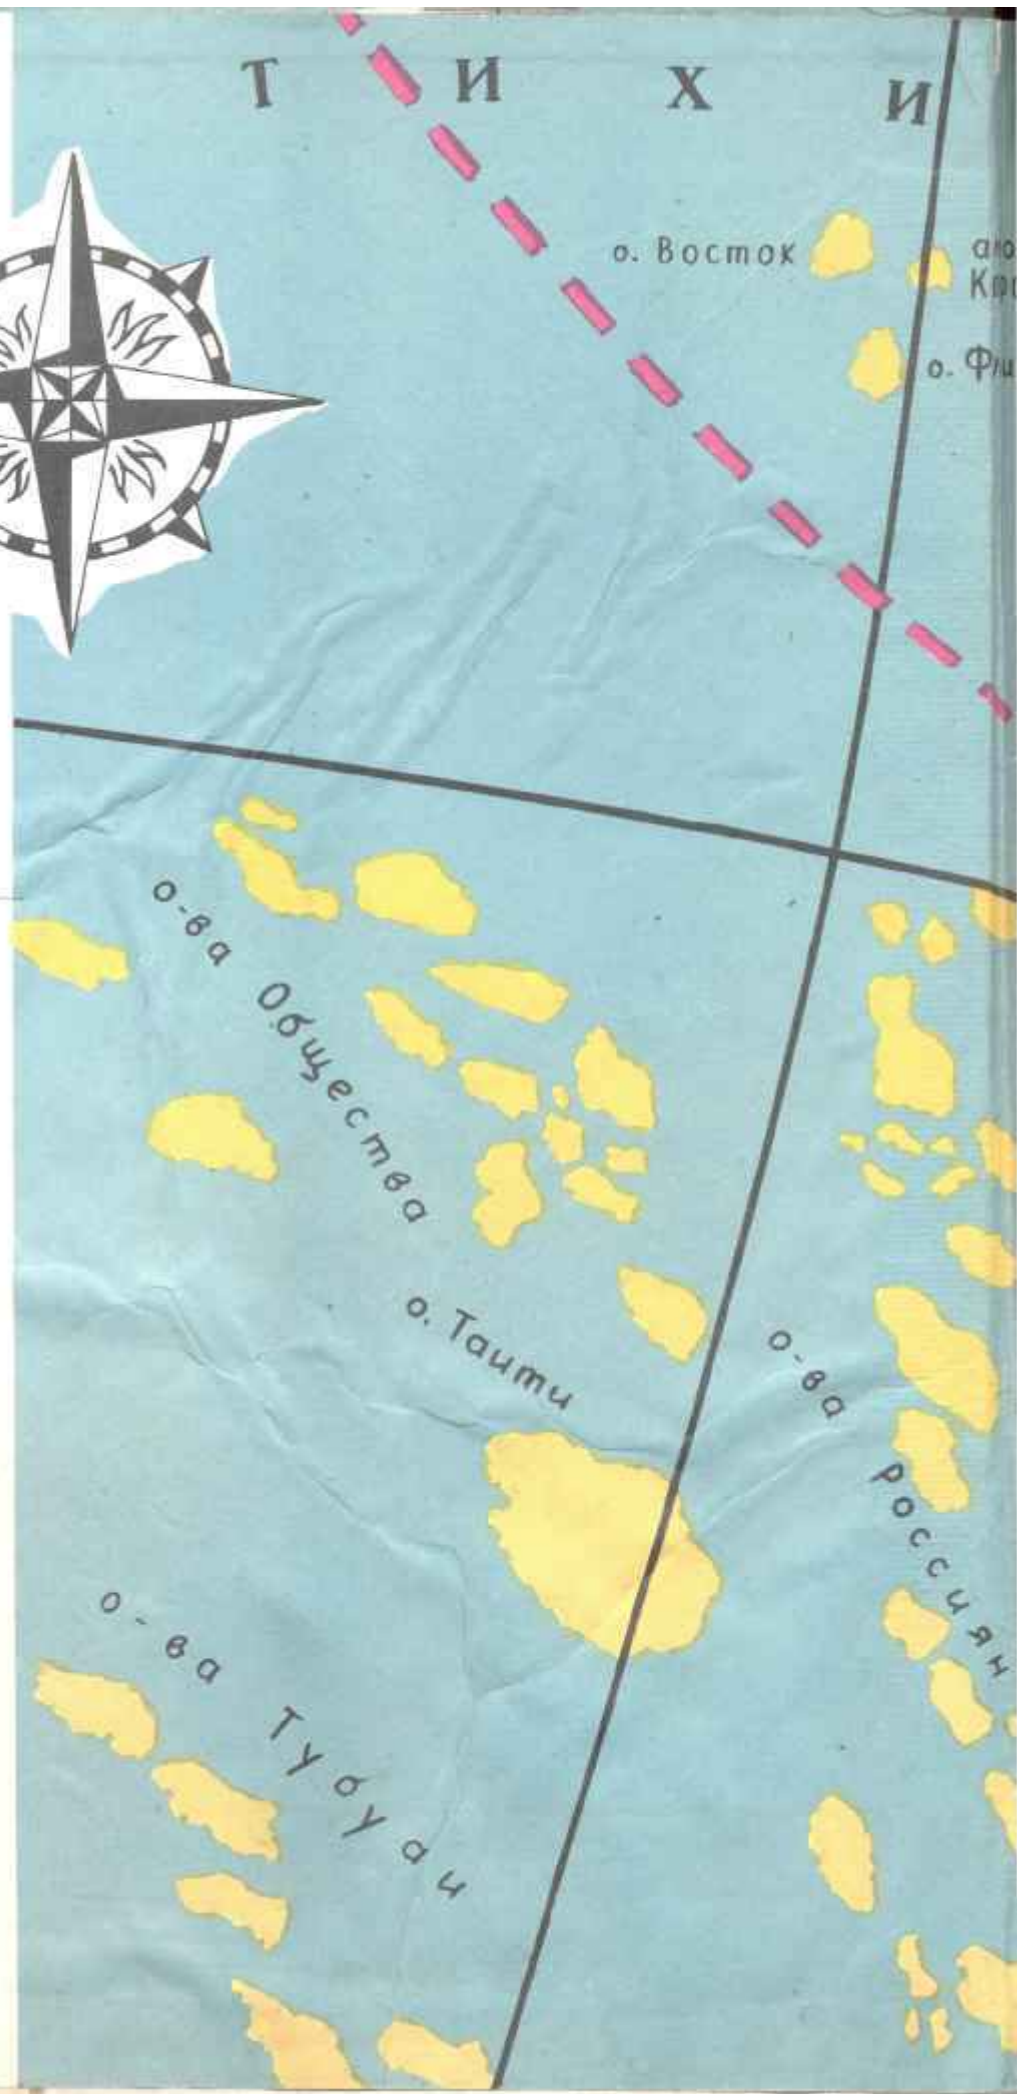 Т И Х И
о. Восток
о-ва Общества
о. Таити
о-ва россиян
о-ва Тубуаи